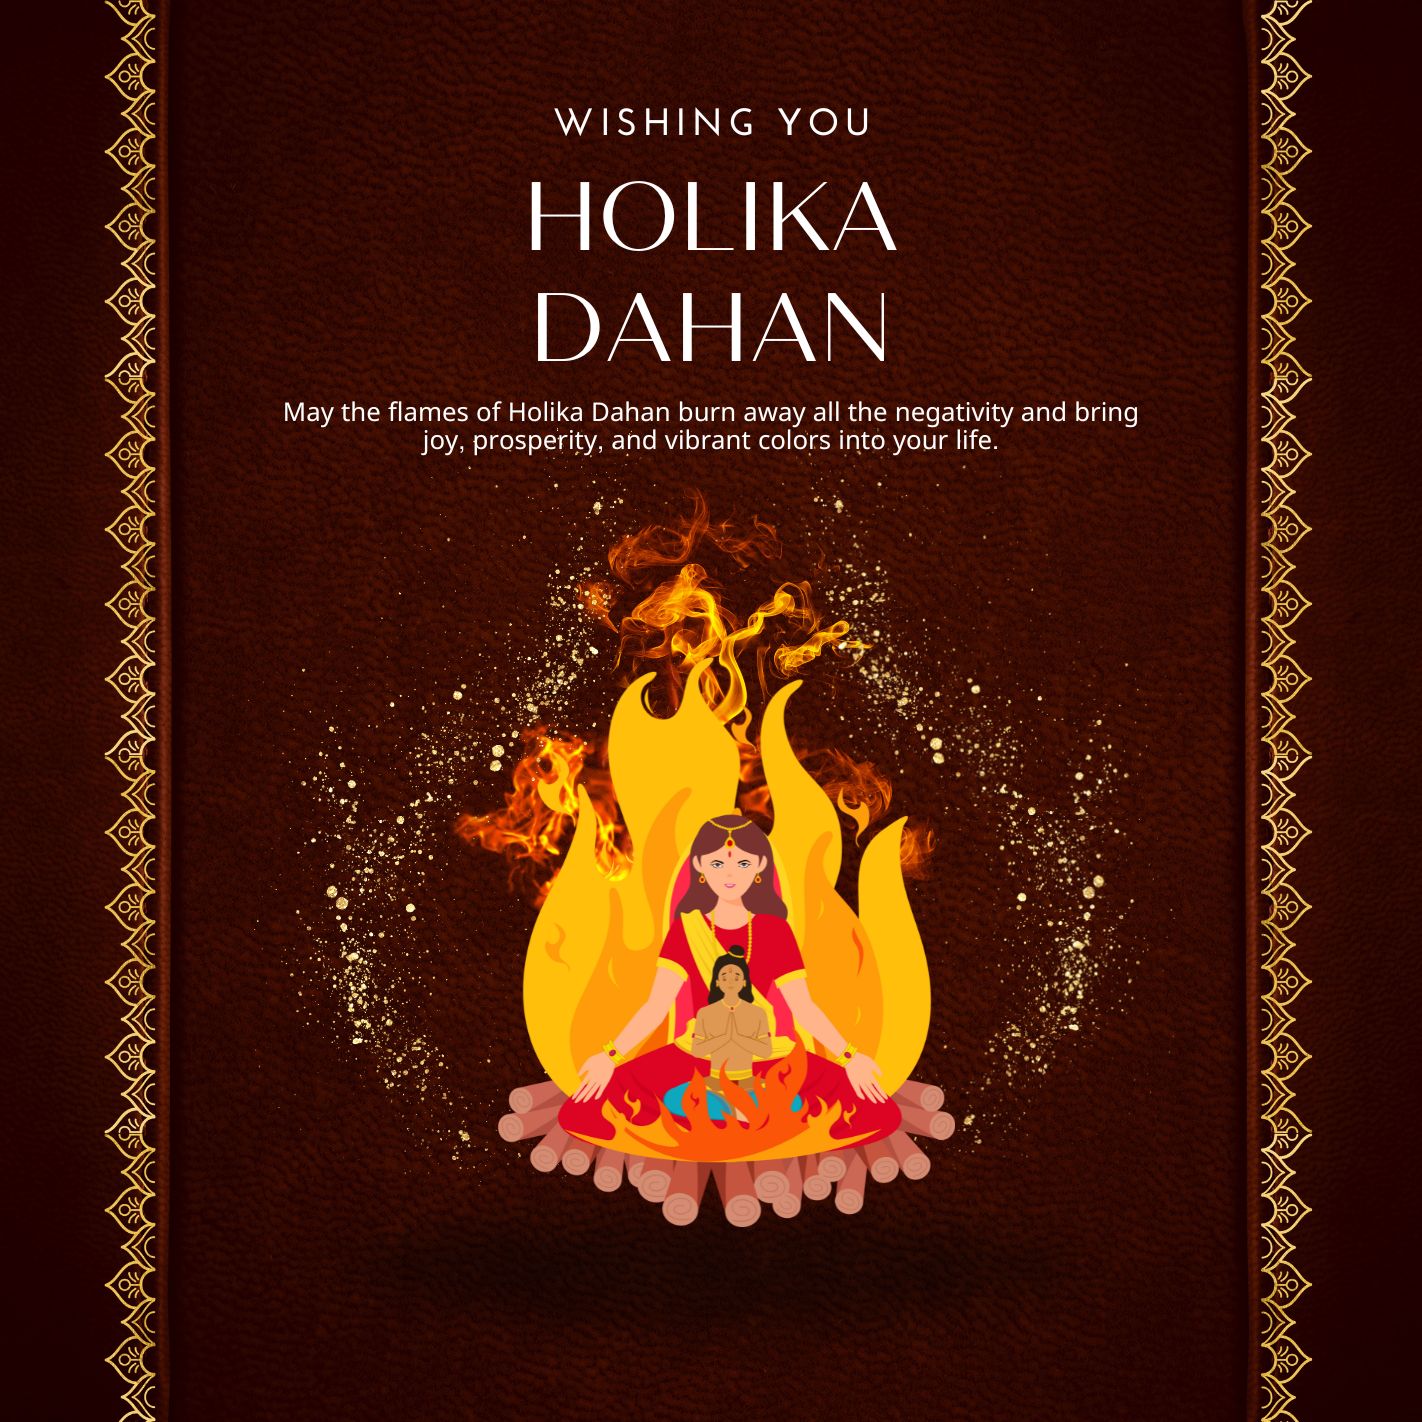 WISHING YOU
HOLIKA
DAHAN
May the flames of Holika Dahan burn away all the negativity and bring
joy, prosperity, and vibrant colors into your life.